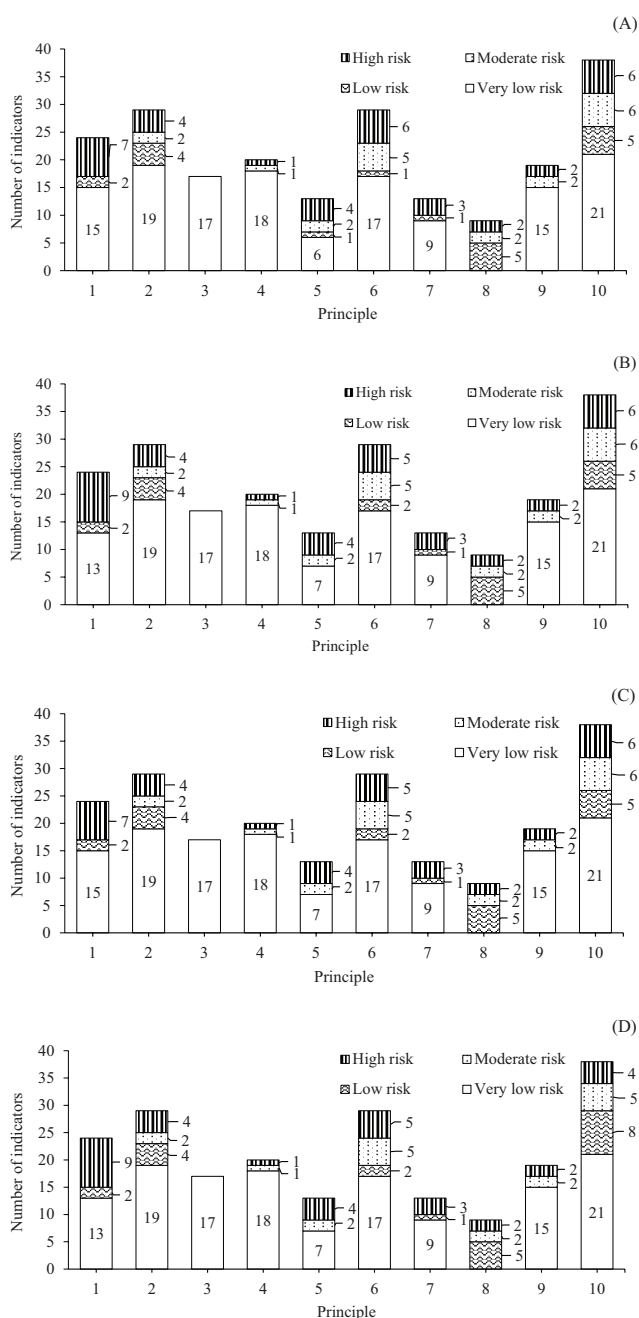 (A)
Number of indicators
40
35
30
25
20
15
10
5
0
High risk Moderate risk
Low risk Very low risk
15 2 7
19 4 2 4
17
18 1 1
6 1 2 4
17 1 5 6
9 1 3
5 2 2
15 2 2
21 5 6 6
1 2 3 4 5 6 7 8 9 10
Principle
(B)
Number of indicators
40
35
30
25
20
15
10
5
0
High risk Moderate risk
Low risk Very low risk
13 2 9
19 4 2 4
17
18 1 1
7 2 4
17 2 5 5
9 1 3
5 2 2
15 2 2
21 5 6 6
1 2 3 4 5 6 7 8 9 10
Principle
(C)
Number of indicators
40
35
30
25
20
15
10
5
0
High risk Moderate risk
Low risk Very low risk
15 2 7
19 4 2 4
17
18 1 1
7 2 4
17 2 5 5
9 1 3
5 2 2
15 2 2
21 5 6 6
1 2 3 4 5 6 7 8 9 10
Principle
(D)
Number of indicators
40
35
30
25
20
15
10
5
0
High risk Moderate risk
Low risk Very low risk
13 2 9
19 4 2 4
17
18 1 1
7 2 4
17 2 5 5
9 1 3
5 2 2
15 2 2
21 8 5 4
1 2 3 4 5 6 7 8 9 10
Principle